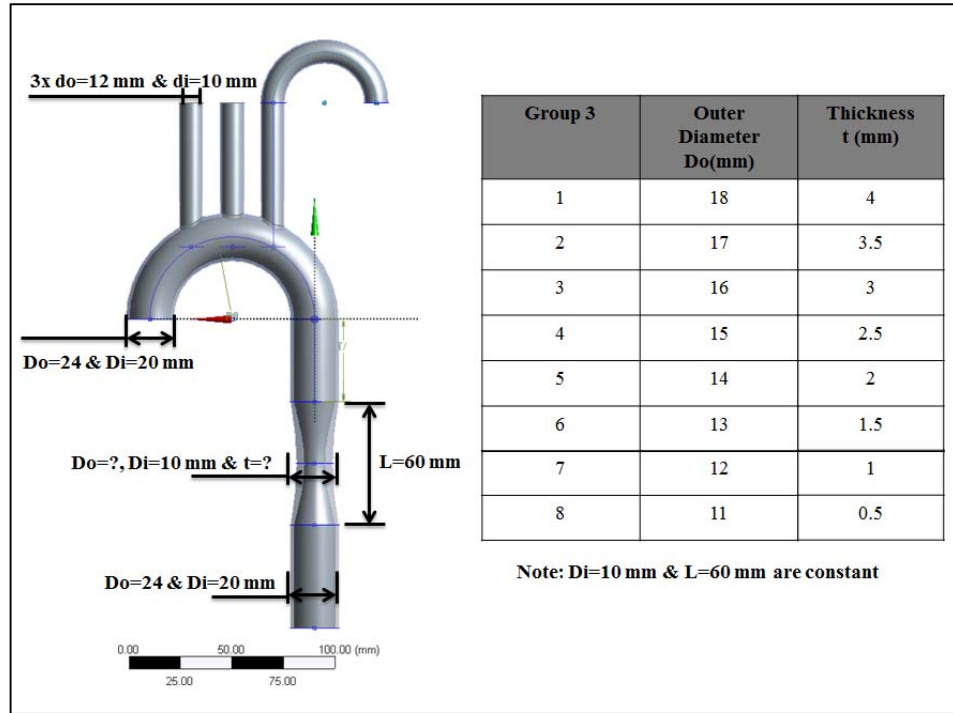 3x do=12 mm & di=10 mm
Do=24 & Di=20 mm
Do=?, Di=10 mm & t=?
L=60 mm
Do=24 & Di=20 mm
0.00 50.00 100.00 (mm)
25.00 75.00
Group 3 Outer Diameter Do(mm) Thickness t (mm)
1 18 4
2 17 3.5
3 16 3
4 15 2.5
5 14 2
6 13 1.5
7 12 1
8 11 0.5
Note: Di=10 mm & L=60 mm are constant